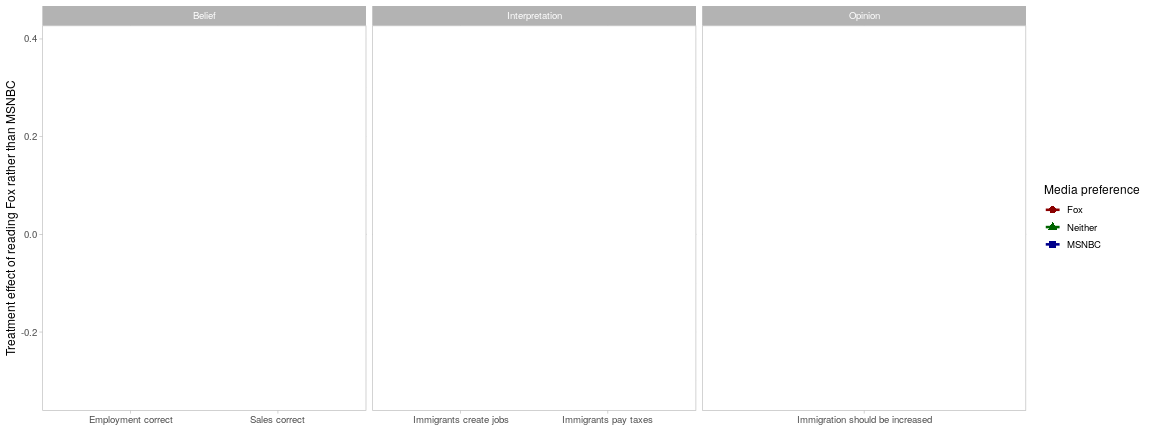 Belief
Interpretation
Opinion
Treatment effect of reading Fox rather than MSNBC
0.4
0.2
0.0
-0.2
Employment correct
Sales correct
Immigrants create jobs
Immigrants pay taxes
Immigration should be increased
Media preference
Fox
Neither
MSNBC